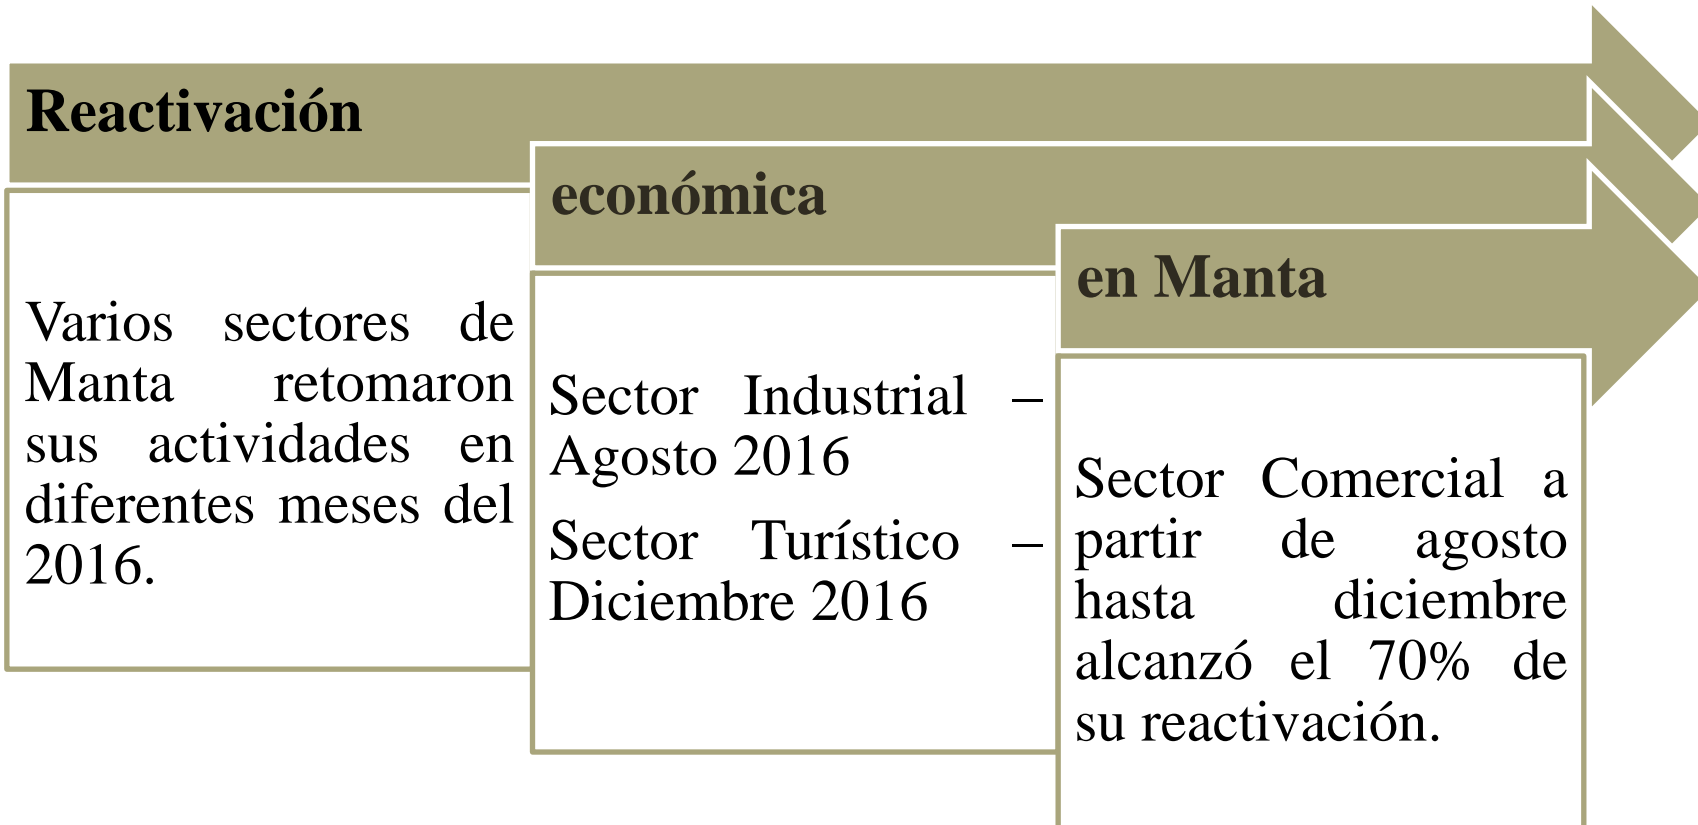 Reactivación
económica
en Manta
Varios sectores de
Manta retomaron
sus actividades en
diferentes meses del
2016.
Sector Industrial –
Agosto 2016
Sector Turístico –
Diciembre 2016
Sector Comercial a
partir de agosto
hasta diciembre
alcanzó el 70% de
su reactivación.